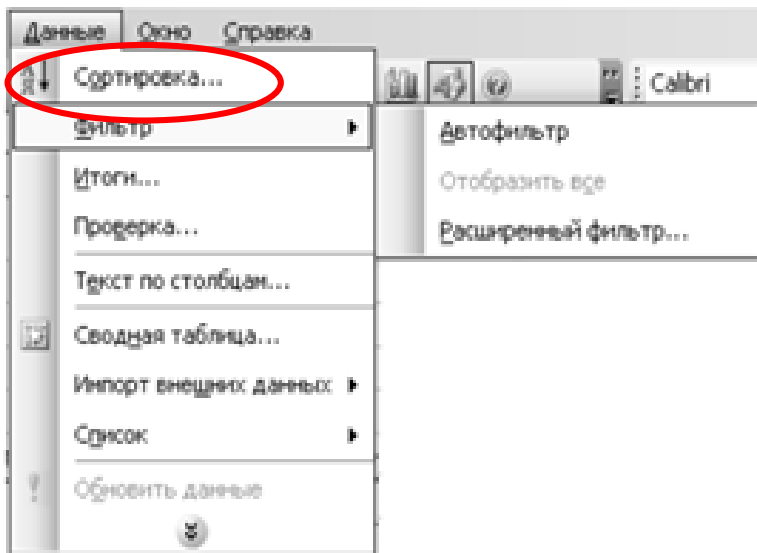 Данные Окно Справка
Сортировка...
Calibri
Фильтр
Автофильтр
Итоги...
Отобразить все
Проверка...
Расширенный фильтр...
Текст по столбцам...
Сводная таблица...
Импорт внешних данных
Список
Обновить данные